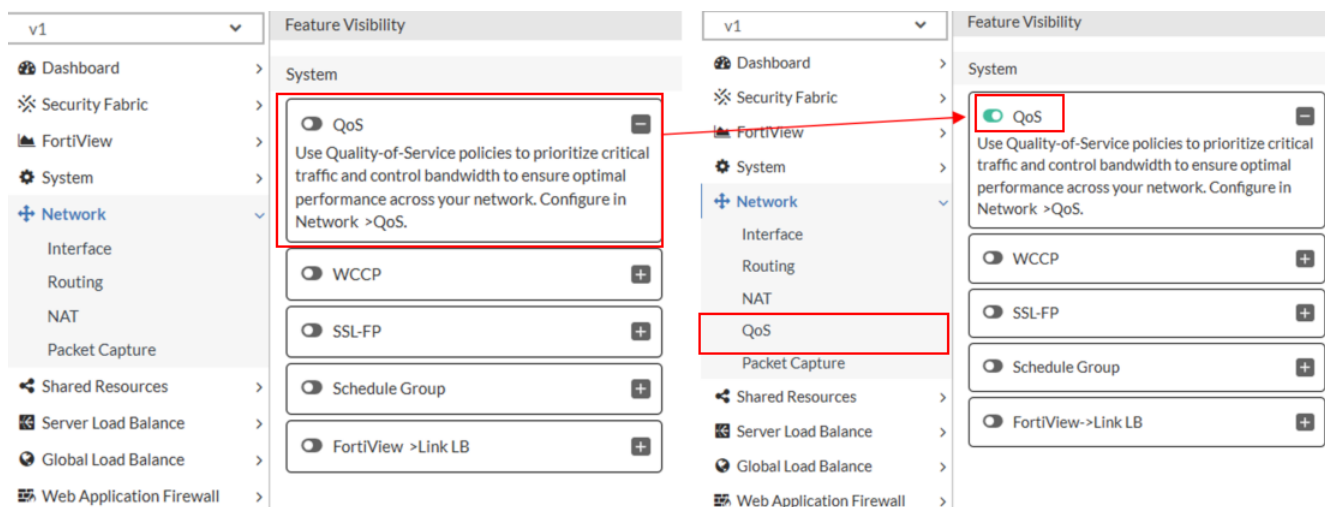 v1
Dashboard
Security Fabric
FortiView
System
Network
Interface
Routing
NAT
Packet Capture
Shared Resources
Server Load Balance
Global Load Balance
Web Application Firewall
Feature Visibility
System
QoS
Use Quality-of-Service policies to prioritize critical
traffic and control bandwidth to ensure optimal
performance across your network. Configure in
Network >QoS.
WCCP
SSL-FP
Schedule Group
FortiView >Link LB
v1
Dashboard
Security Fabric
FortiView
System
Network
Interface
Routing
NAT
QoS
Packet Capture
Shared Resources
Server Load Balance
Global Load Balance
Web Application Firewall
Feature Visibility
System
QoS
Use Quality-of-Service policies to prioritize critical
traffic and control bandwidth to ensure optimal
performance across your network. Configure in
Network >QoS.
WCCP
SSL-FP
Schedule Group
FortiView->Link LB